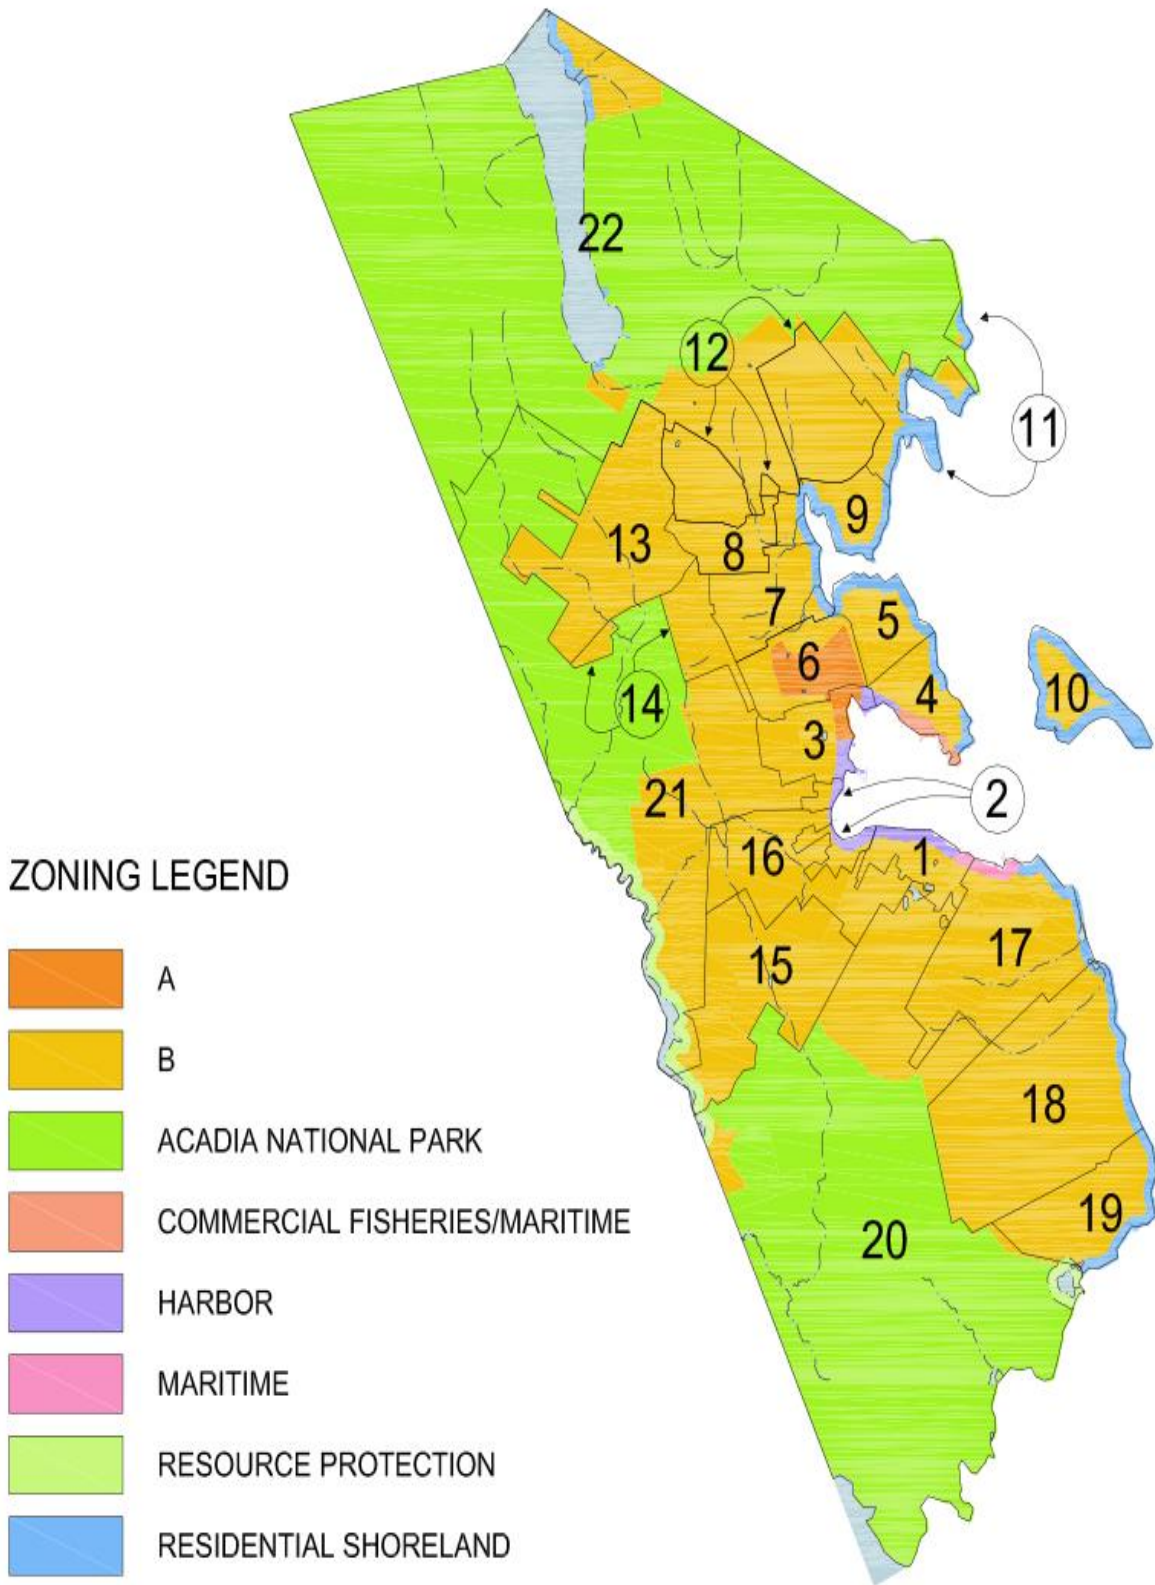 22
12
11
9
13
8
7
5
6
4
10
14
3
2
21
16
1
17
15
18
19
20
ZONING LEGEND
A
B
ACADIA NATIONAL PARK
COMMERCIAL FISHERIES/MARITIME
HARBOR
MARITIME
RESOURCE PROTECTION
RESIDENTIAL SHORELAND